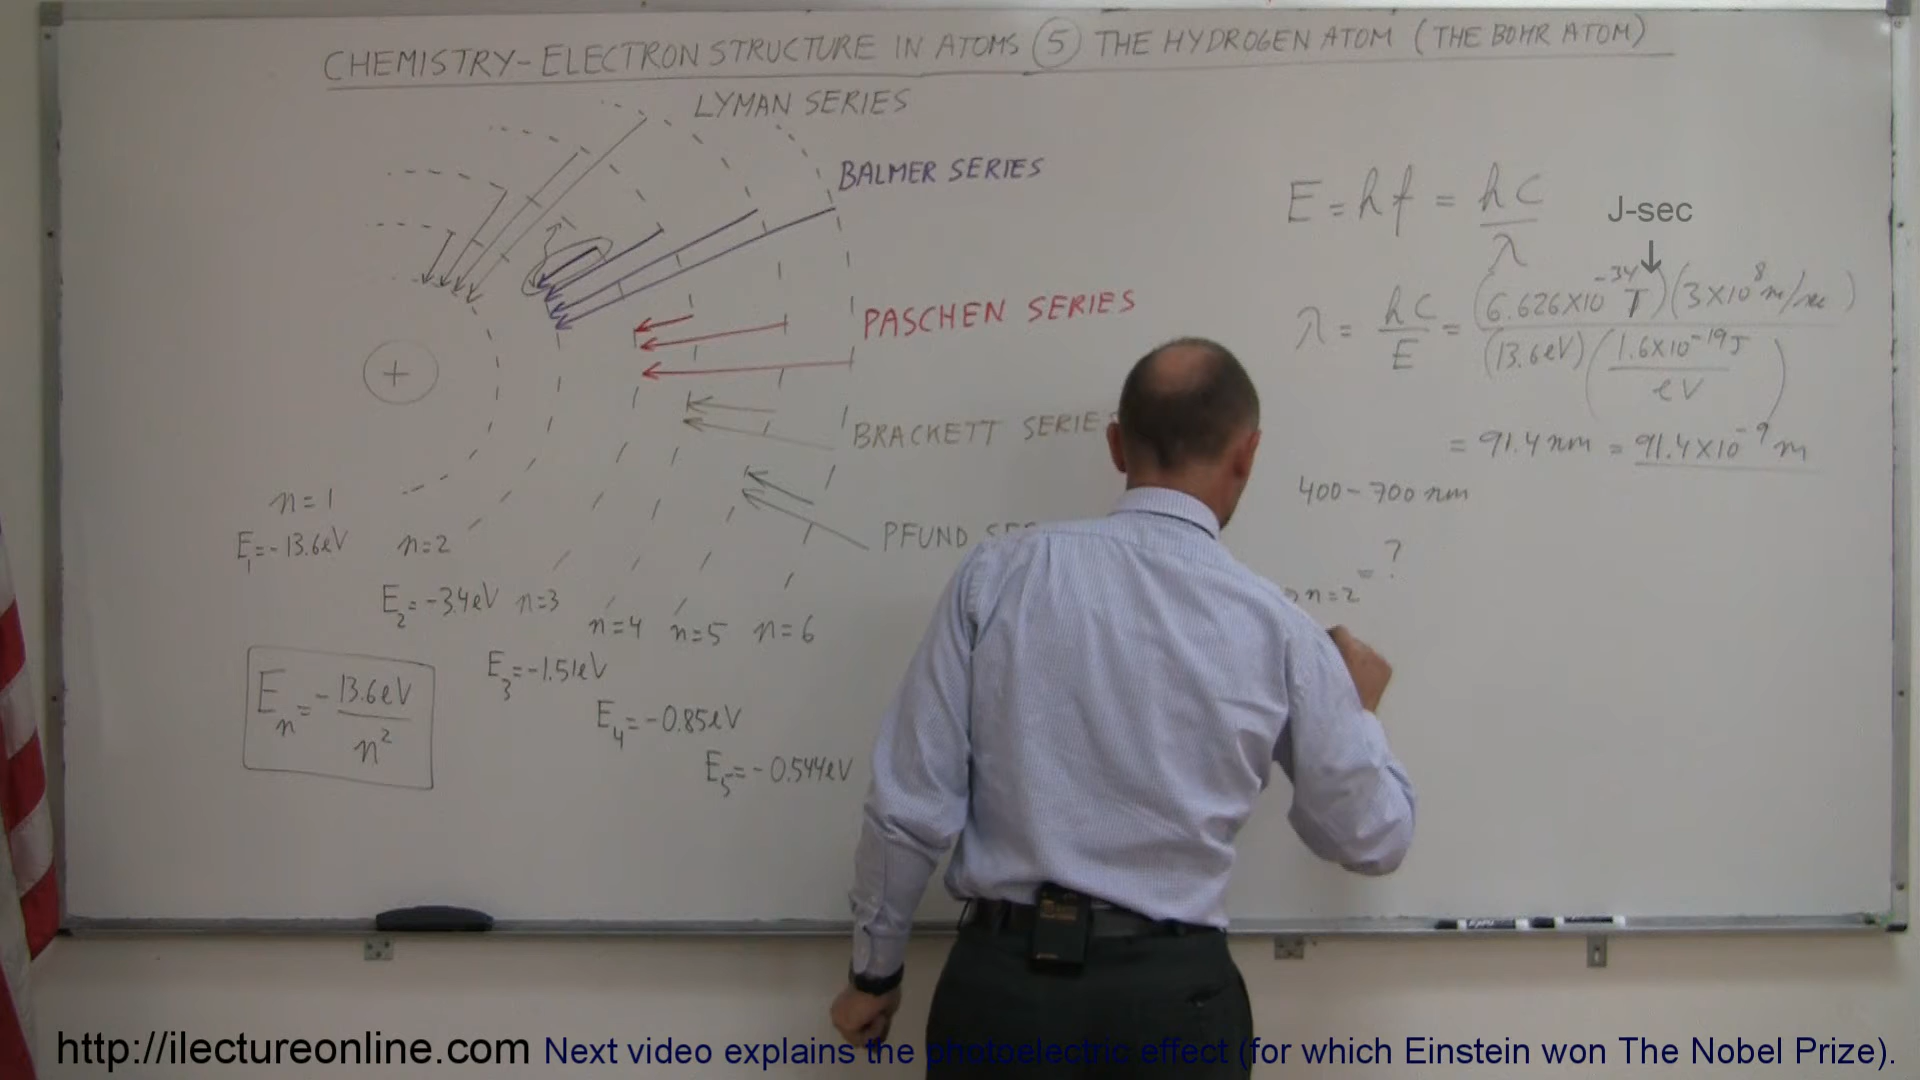 CHEMISTRY-ELECTRON STRUCTURE IN ATOMS 5 THE HYDROGEN ATOM (THE BOHR ATOM)
LYMAN SERIES
BALMER SERIES
PASCHEN SERIES
BRACKETT SERIE
PFUND
+
n=1
E1=-13.6eV
n=2
E2=-3.4eV
n=3
n=4
n=5
n=6
E3=-1.51eV
E4=-0.85eV
E5=-0.544eV
En=-13.6eV/n²
E=hf=hc/λ
J-sec
λ=hc/E=(6.626X10^-34 J)(3X10^8 m/sec)/(13.6eV)(1.6X10^-19 J/eV)
=91.4nm=91.4X10^-9 m
400-700nm
n=2 =?
http://ilectureonline.com Next video explains the photoelectric effect (for which Einstein won The Nobel Prize).